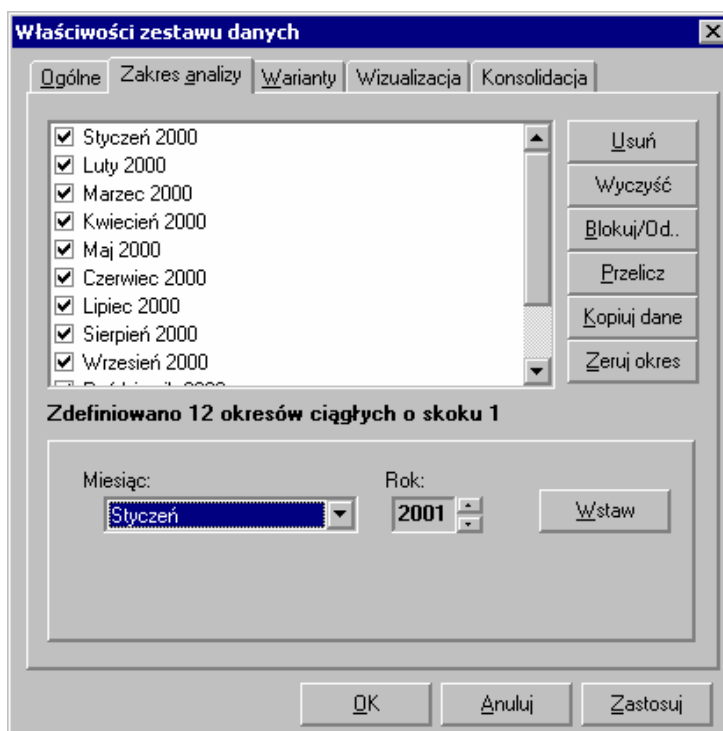 Właściwości zestawu danych
Ogólne Zakres analizy Warianty Wizualizacja Konsolidacja
Styczeń 2000
Luty 2000
Marzec 2000
Kwiecień 2000
Maj 2000
Czerwiec 2000
Lipiec 2000
Sierpień 2000
Wrzesień 2000
Usuń
Wyczyść
Blokuj/Od..
Przelicz
Kopiuj dane
Zeruj okres
Zdefiniowano 12 okresów ciągłych o skoku 1
Miesiąc: Rok:
Styczeń 2001 Wstaw
OK Anuluj Zastosuj